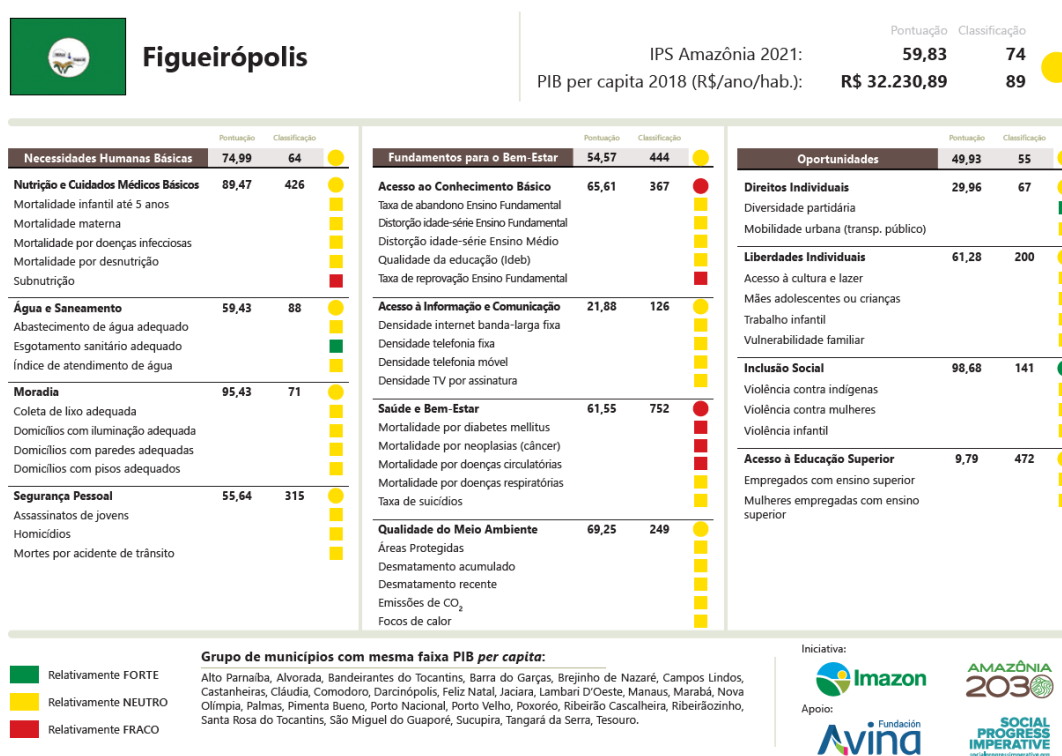 Figueirópolis
Pontuação Classificação
IPS Amazônia 2021: 59,83 74
PIB per capita 2018 (R$/ano/hab.): R$ 32.230,89 89
Pontuação Classificação
Necessidades Humanas Básicas 74,99 64
Nutrição e Cuidados Médicos Básicos 89,47 426
Mortalidade infantil até 5 anos
Mortalidade materna
Mortalidade por doenças infecciosas
Mortalidade por desnutrição
Subnutrição
Água e Saneamento 59,43 88
Abastecimento de água adequado
Esgotamento sanitário adequado
Índice de atendimento de água
Moradia 95,43 71
Coleta de lixo adequada
Domicílios com iluminação adequada
Domicílios com paredes adequadas
Domicílios com pisos adequados
Segurança Pessoal 55,64 315
Assassinatos de jovens
Homicídios
Mortes por acidente de trânsito
Pontuação Classificação
Fundamentos para o Bem-Estar 54,57 444
Acesso ao Conhecimento Básico 65,61 367
Taxa de abandono Ensino Fundamental
Distorção idade-série Ensino Fundamental
Distorção idade-série Ensino Médio
Qualidade da educação (Ideb)
Taxa de reprovação Ensino Fundamental
Acesso à Informação e Comunicação 21,88 126
Densidade internet banda-larga fixa
Densidade telefonia fixa
Densidade telefonia móvel
Densidade TV por assinatura
Saúde e Bem-Estar 61,55 752
Mortalidade por diabetes mellitus
Mortalidade por neoplasias (câncer)
Mortalidade por doenças circulatórias
Mortalidade por doenças respiratórias
Taxa de suicídios
Qualidade do Meio Ambiente 69,25 249
Áreas Protegidas
Desmatamento acumulado
Desmatamento recente
Emissões de CO₂
Focos de calor
Pontuação Classificação
Oportunidades 49,93 55
Direitos Individuais 29,96 67
Diversidade partidária
Mobilidade urbana (transp. público)
Liberdades Individuais 61,28 200
Acesso à cultura e lazer
Mães adolescentes ou crianças
Trabalho infantil
Vulnerabilidade familiar
Inclusão Social 98,68 141
Violência contra indígenas
Violência contra mulheres
Violência infantil
Acesso à Educação Superior 9,79 472
Empregados com ensino superior
Mulheres empregadas com ensino
superior
Relativamente FORTE
Relativamente NEUTRO
Relativamente FRACO
Grupo de municípios com mesma faixa PIB per capita:
Alto Parnaíba, Alvorada, Bandeirantes do Tocantins, Barra do Garças, Brejinho de Nazaré, Campos Lindos,
Castanheiras, Cláudia, Comodoro, Darcinópolis, Feliz Natal, Jaciara, Lambari D'Oeste, Manaus, Marabá, Nova
Olímpia, Palmas, Pimenta Bueno, Porto Nacional, Porto Velho, Poxoréo, Ribeirão Cascalheira, Ribeirãozinho,
Santa Rosa do Tocantins, São Miguel do Guaporé, Sucupira, Tangará da Serra, Tesouro.
Iniciativa:
Imazon
AMAZÔNIA
2030
Apoio:
Fundación
Avina
SOCIAL
PROGRESS
IMPERATIVE